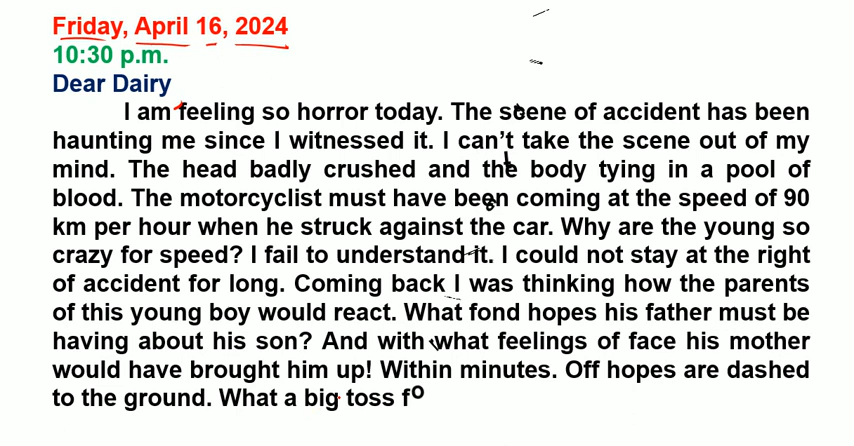 Friday, April 16, 2024
10:30 p.m.
Dear Dairy
I am feeling so horror today. The scene of accident has been
haunting me since I witnessed it. I can't take the scene out of my
mind. The head badly crushed and the body tying in a pool of
blood. The motorcyclist must have been coming at the speed of 90
km per hour when he struck against the car. Why are the young so
crazy for speed? I fail to understand it. I could not stay at the right
of accident for long. Coming back I was thinking how the parents
of this young boy would react. What fond hopes his father must be
having about his son? And with what feelings of face his mother
would have brought him up! Within minutes. Off hopes are dashed
to the ground. What a big toss fo